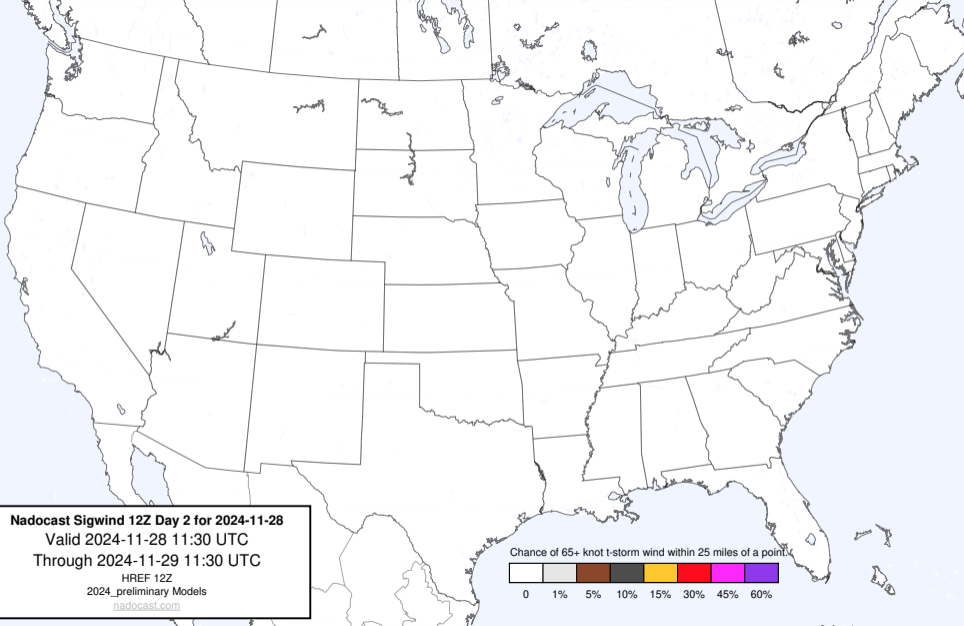 Nadocast Sigwind 12Z Day 2 for 2024-11-28
Valid 2024-11-28 11:30 UTC
Through 2024-11-29 11:30 UTC
HREF 12Z
2024_preliminary Models
nadocast.com
Chance of 65+ knot t-storm wind within 25 miles of a point.
0 1% 5% 10% 15% 30% 45% 60%